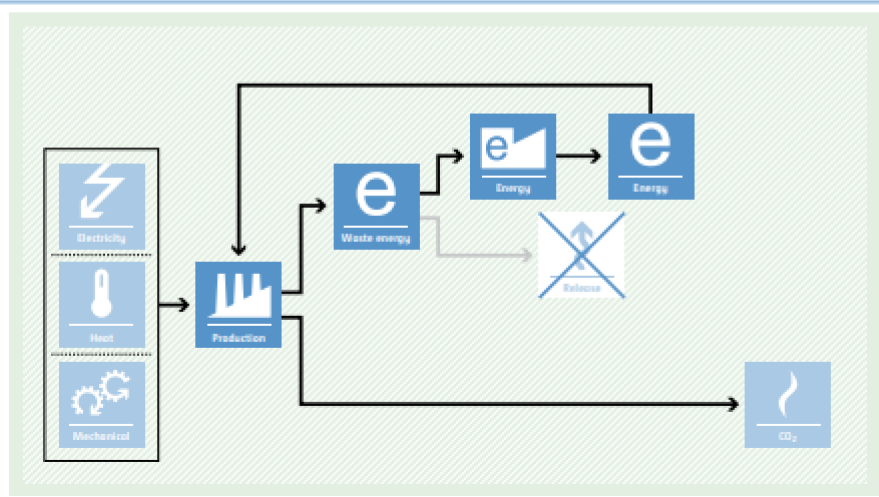 Electricity
Heat
Mechanical
Production
e
Waste energy
e
Energy
e
Energy
Release
CO₂